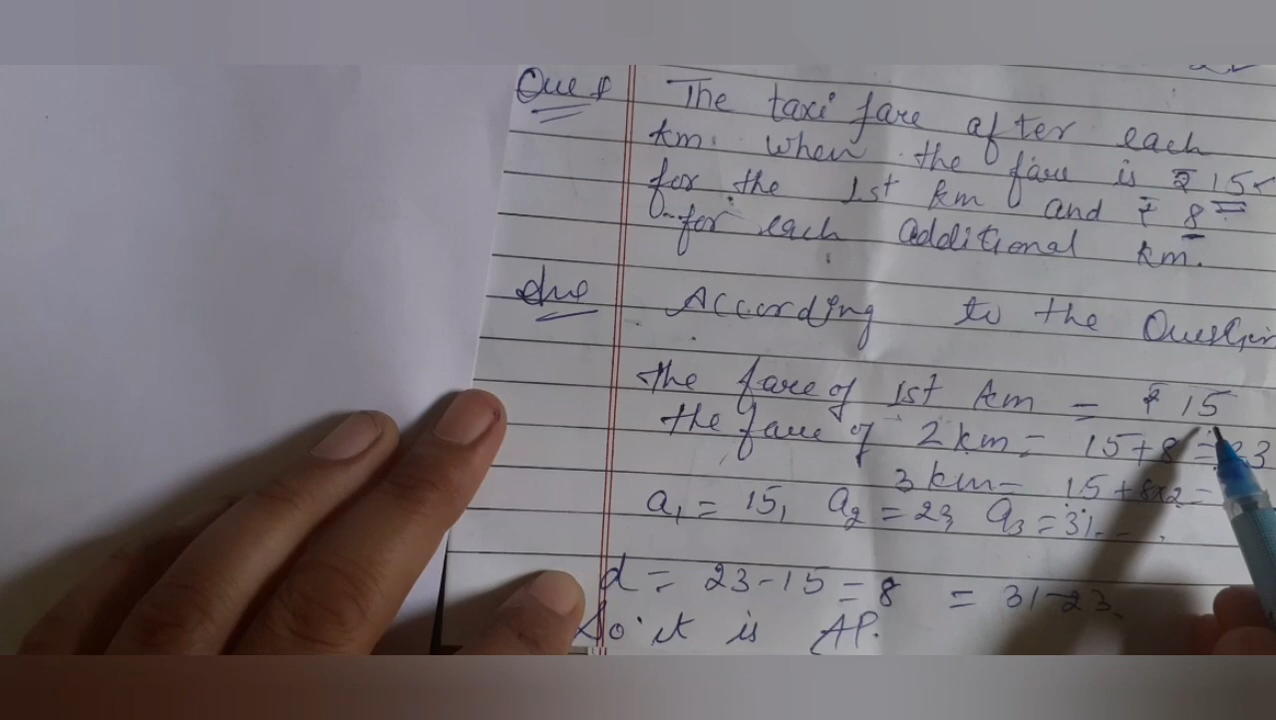 Ques The taxi fare after each
km. when the fare is ₹ 15
for the 1st km and ₹ 8
for each additional km.
According to the Question
the fare of 1st km = ₹ 15
the fare of 2 km = 15+8 = 23
3 km = 15 + 8×2 =
a₁ = 15, a₂ = 23, a₃ = 31 - - .
d = 23-15 = 8 = 31-23
So it is AP.